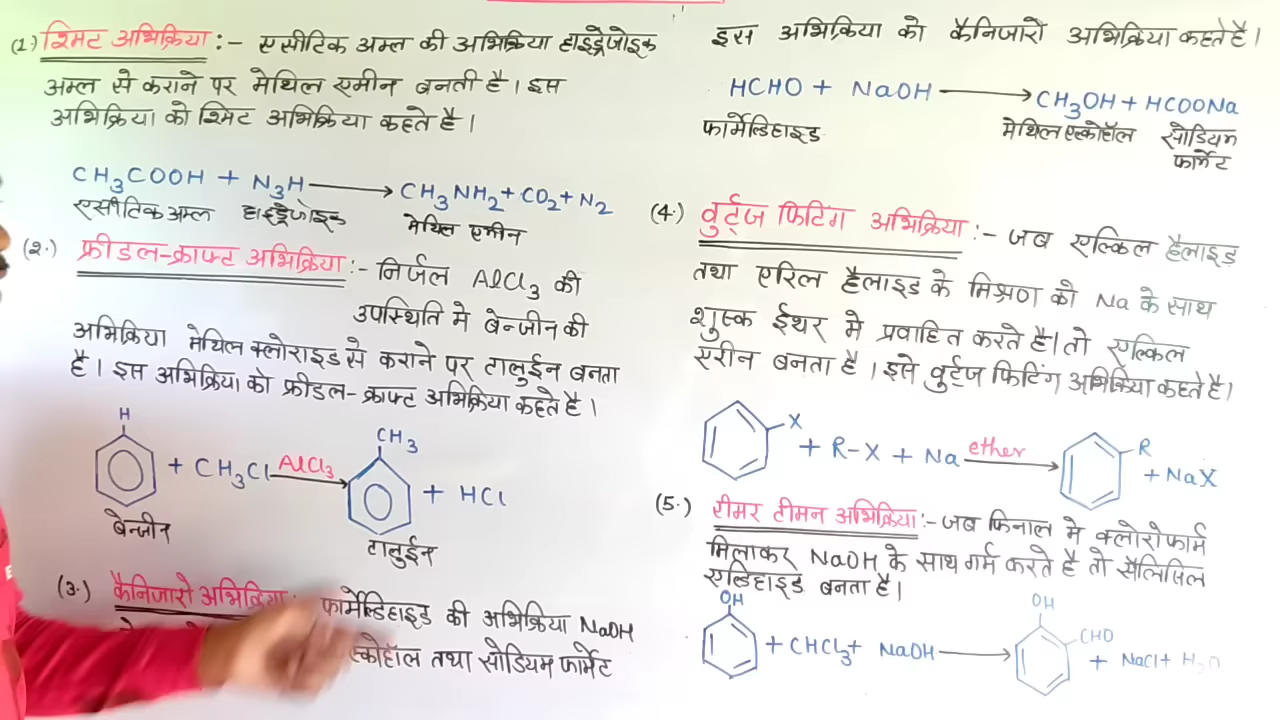 (1) श्मिट अभिक्रिया :- एसीटिक अम्ल की अभिक्रिया हाइड्रेजोइक
अम्ल से कराने पर मेथिल एमीन बनती है। इस
अभिक्रिया को श्मिट अभिक्रिया कहते है।
CH₃COOH + N₃H ⟶ CH₃NH₂ + CO₂ + N₂
एसीटिक अम्ल हाइड्रेजोइक मेथिल एमीन
(2.) फ्रीडल-क्राफ्ट अभिक्रिया :- निर्जल AlCl₃ की
उपस्थिति मे बेन्जीन की
अभिक्रिया मेथिल क्लोराइड से कराने पर टालुईन बनता
है। इस अभिक्रिया को फ्रीडल-क्राफ्ट अभिक्रिया कहते है।
H CH₃
+ CH₃Cl AlCl₃ ⟶ + HCl
बेन्जीन टालुईन
(3.) कैनिजारो अभिक्रिया :- फार्मेल्डिहाइड की अभिक्रिया NaOH
स्कोहॉल तथा सोडियम फार्मेट
इस अभिक्रिया को कैनिजारो अभिक्रिया कहते है।
HCHO + NaOH ⟶ CH₃OH + HCOONa
फार्मेल्डिहाइड मेथिल एल्कोहॉल सोडियम
फार्मेट
(4.) वुर्ट्ज फिटिंग अभिक्रिया :- जब एल्किल हैलाइड
तथा एरिल हैलाइड के मिश्रण को Na के साथ
शुष्क ईथर मे प्रवाहित करते है। तो एल्किल
एरीन बनता है। इसे वुर्ट्ज फिटिंग अभिक्रिया कहते है।
X + R-X + Na ether ⟶ R + NaX
(5.) रीमर टीमन अभिक्रिया :- जब फिनाल मे क्लोरोफार्म
मिलाकर NaOH के साथ गर्म करते है तो सैलिसिल
एल्डिहाइड बनता है।
OH OH
+ CHCl₃ + NaOH ⟶ CHO + NaCl + H₂O